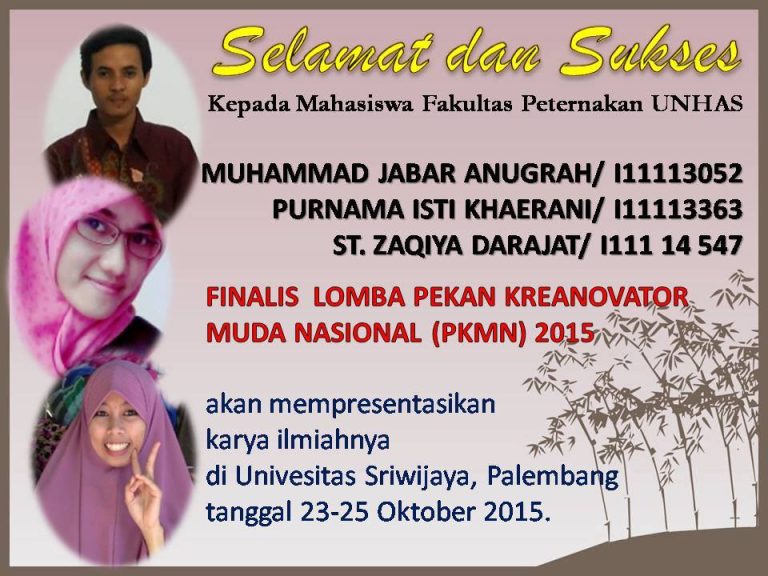 Selamat dan Sukses
Kepada Mahasiswa Fakultas Peternakan UNHAS
MUHAMMAD JABAR ANUGRAH/ I11113052
PURNAMA ISTI KHAERANI/ I11113363
ST. ZAQIYA DARAJAT/ I111 14 547
FINALIS LOMBA PEKAN KREANOVATOR
MUDA NASIONAL (PKMN) 2015
akan mempresentasikan
karya ilmiahnya
di Univesitas Sriwijaya, Palembang
tanggal 23-25 Oktober 2015.